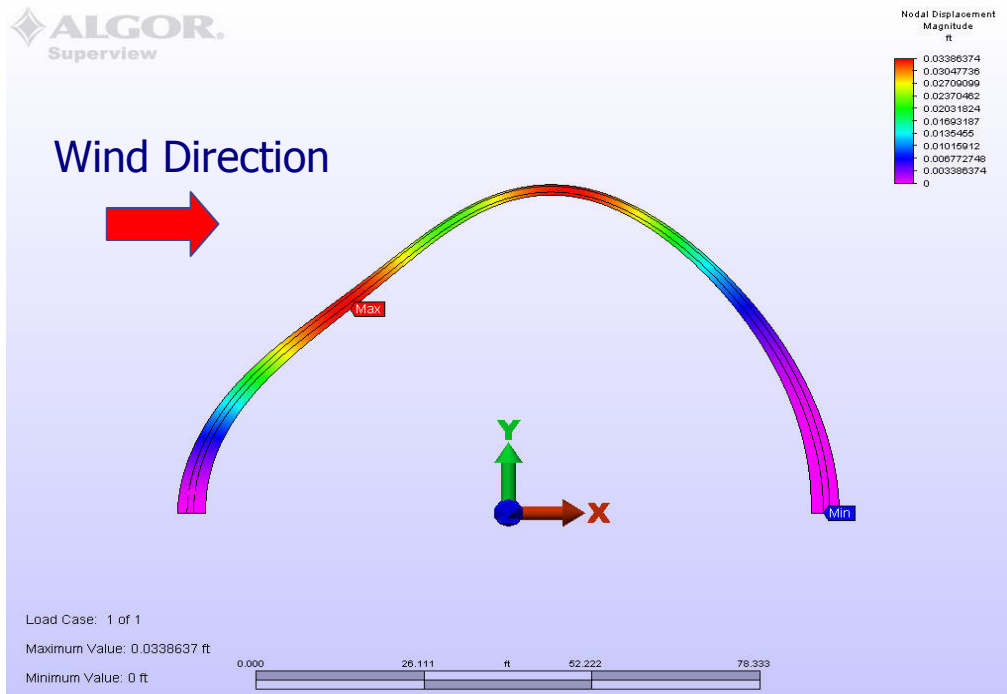 ALGOR.
Superview
Nodal Displacement
Magnitude
ft
0.03386374
0.03047736
0.02709099
0.02370462
0.02031824
0.01693187
0.0135455
0.01015912
0.006772748
0.003386374
0
Wind Direction
Max
Y
X
Min
Load Case: 1 of 1
Maximum Value: 0.0338637 ft
Minimum Value: 0 ft
0.000 26.111 ft 52.222 78.333